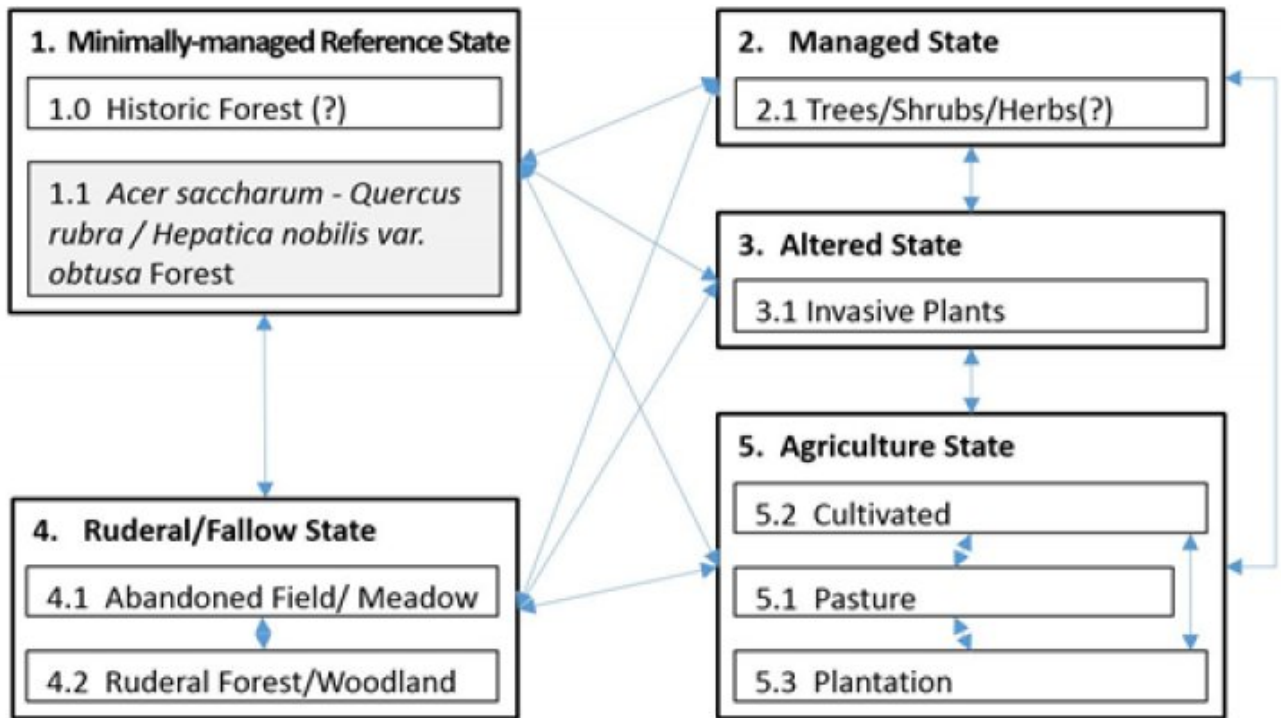 1. Minimally-managed Reference State
1.0 Historic Forest (?)
1.1 Acer saccharum - Quercus
rubra / Hepatica nobilis var.
obtusa Forest
2. Managed State
2.1 Trees/Shrubs/Herbs(?)
3. Altered State
3.1 Invasive Plants
4. Ruderal/Fallow State
4.1 Abandoned Field/ Meadow
4.2 Ruderal Forest/Woodland
5. Agriculture State
5.2 Cultivated
5.1 Pasture
5.3 Plantation